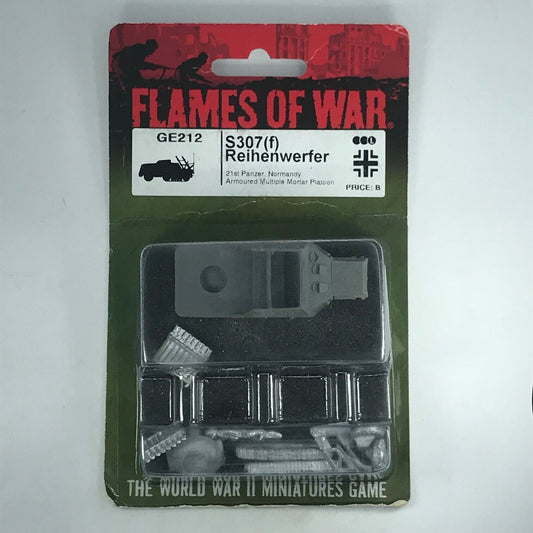 FLAMES OF WAR®
GE212
S307(f)
Reihenwerfer
21st Panzer, Normandy
Armoured Multiple Mortar Platoon
L
PRICE: B
THE WORLD WAR II MINIATURES GAME